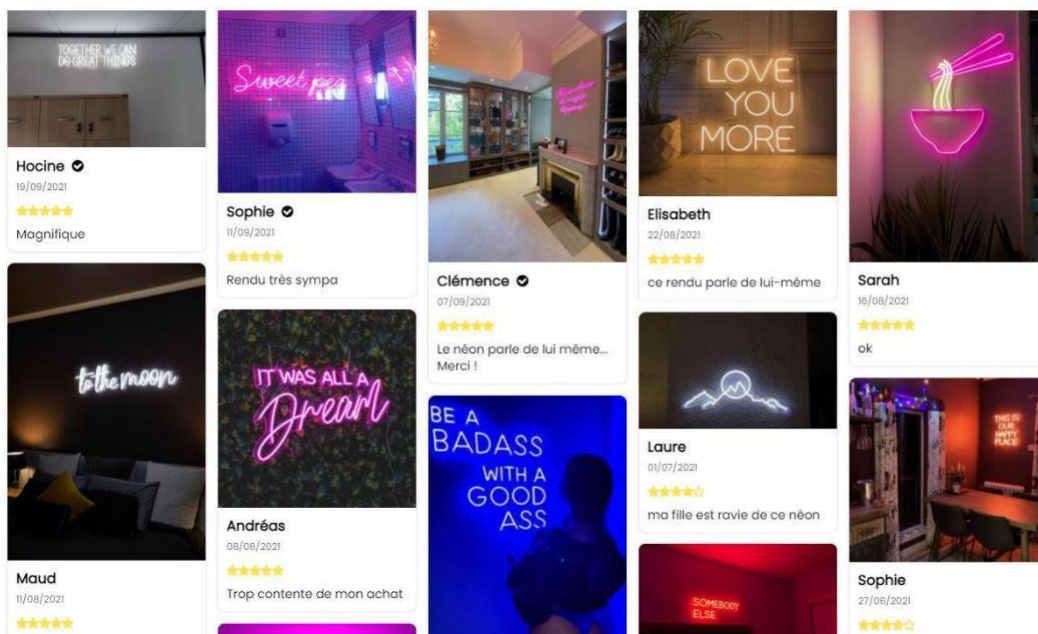 TOGETHER WE CAN
DO GREAT THINGS
Hocine
19/09/2021
Magnifique
to the moon
Maud
11/08/2021
Sweet pea
Sophie
11/09/2021
Rendu très sympa
IT WAS ALL A
Dream
Andréas
08/08/2021
Trop contente de mon achat
Clémence
07/09/2021
Le néon parle de lui même...
Merci !
BE A
BADASS
WITH A
GOOD
ASS
LOVE
YOU
MORE
Elisabeth
22/08/2021
ce rendu parle de lui-même
Laure
01/07/2021
ma fille est ravie de ce néon
SOMEBODY
ELSE
Sarah
16/08/2021
ok
THIS IS
OUR
HAPPY
PLACE
Sophie
27/06/2021